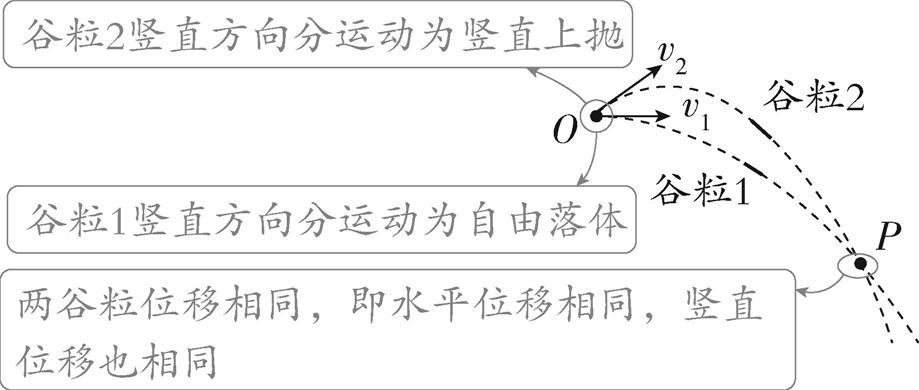 谷粒2竖直方向分运动为竖直上抛
v₂
谷粒2
O
v₁
谷粒1
谷粒1竖直方向分运动为自由落体
P
两谷粒位移相同，即水平位移相同，竖直
位移也相同